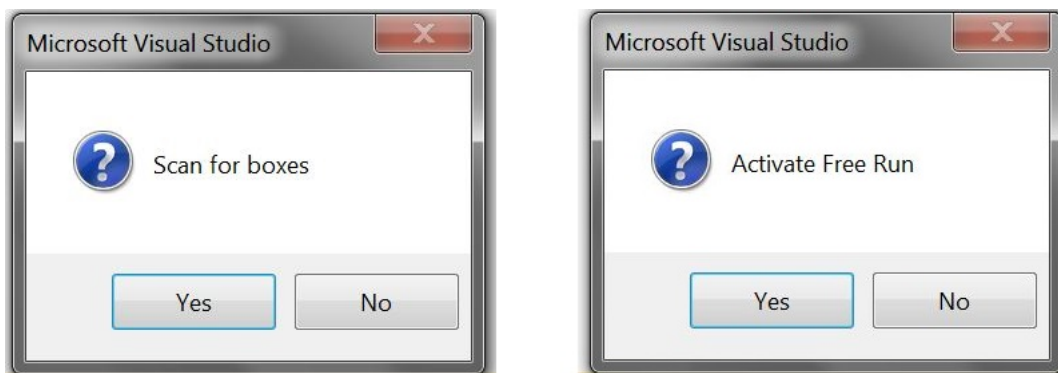 Microsoft Visual Studio
Scan for boxes
Yes No
Microsoft Visual Studio
Activate Free Run
Yes No